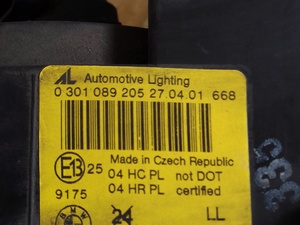 AL Automotive Lighting
0 301 089 205 27.04.01 668
Made in Czech Republic
E13 25 04 HC PL not DOT
9175 04 HR PL certified
BMW 24 LL